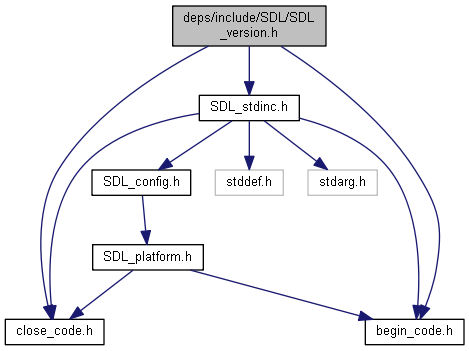 deps/include/SDL/SDL
_version.h
SDL_stdinc.h
SDL_config.h
stddef.h
stdarg.h
SDL_platform.h
close_code.h
begin_code.h